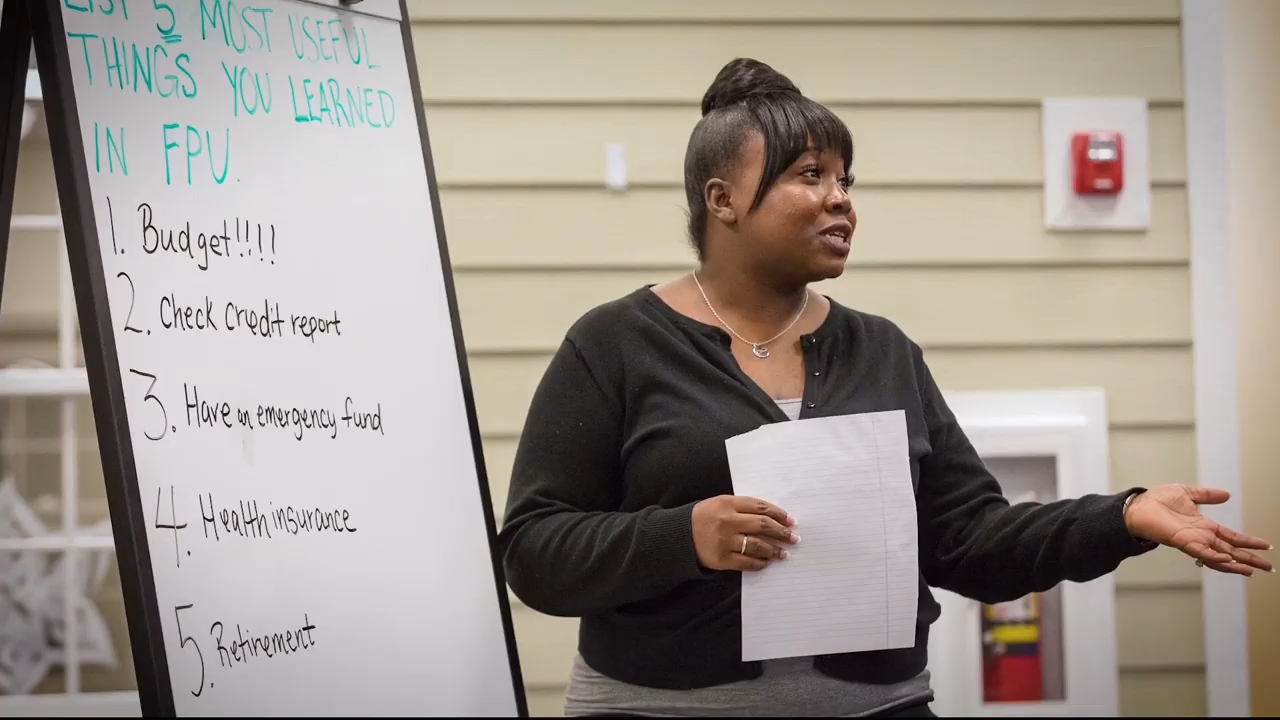 LIST 5 MOST USEFUL
THINGS YOU LEARNED
IN FPU.
1. Budget!!!!
2. Check credit report
3. Have an emergency fund
4. Health insurance
5. Retirement